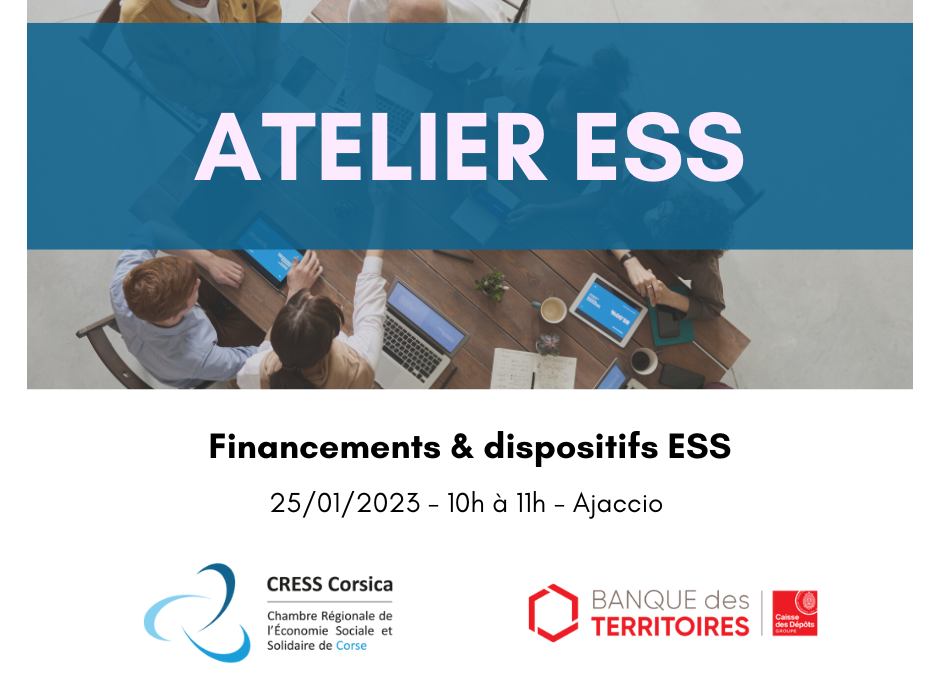 ATELIER ESS
Financements & dispositifs ESS
25/01/2023 - 10h à 11h - Ajaccio
CRESS Corsica
Chambre Régionale de
l'Économie Sociale et
Solidaire de Corse
BANQUE des
TERRITOIRES
Caisse
des Dépôts
GROUPE